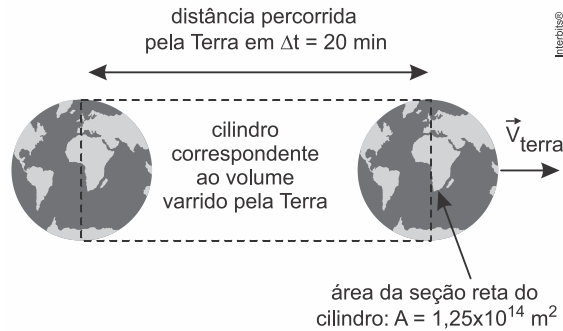 distância percorrida
pela Terra em Δt = 20 min
Interbits®
cilindro
correspondente
ao volume
varrido pela Terra
V⃗terra
área da seção reta do
cilindro: A = 1,25x10¹⁴ m²